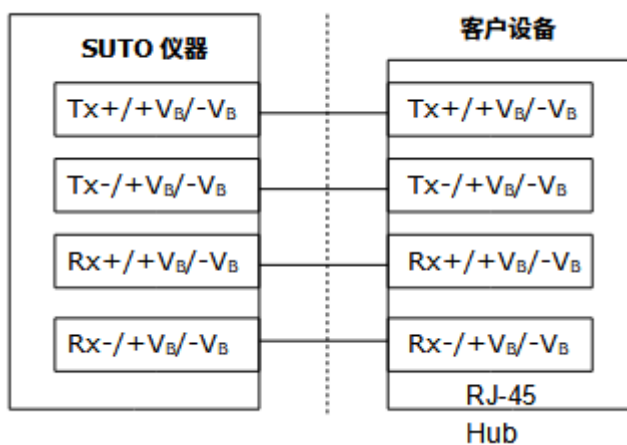 SUTO 仪器
Tx+/+VB/-VB
Tx-/+VB/-VB
Rx+/+VB/-VB
Rx-/+VB/-VB
客户设备
Tx+/+VB/-VB
Tx-/+VB/-VB
Rx+/+VB/-VB
Rx-/+VB/-VB
RJ-45
Hub